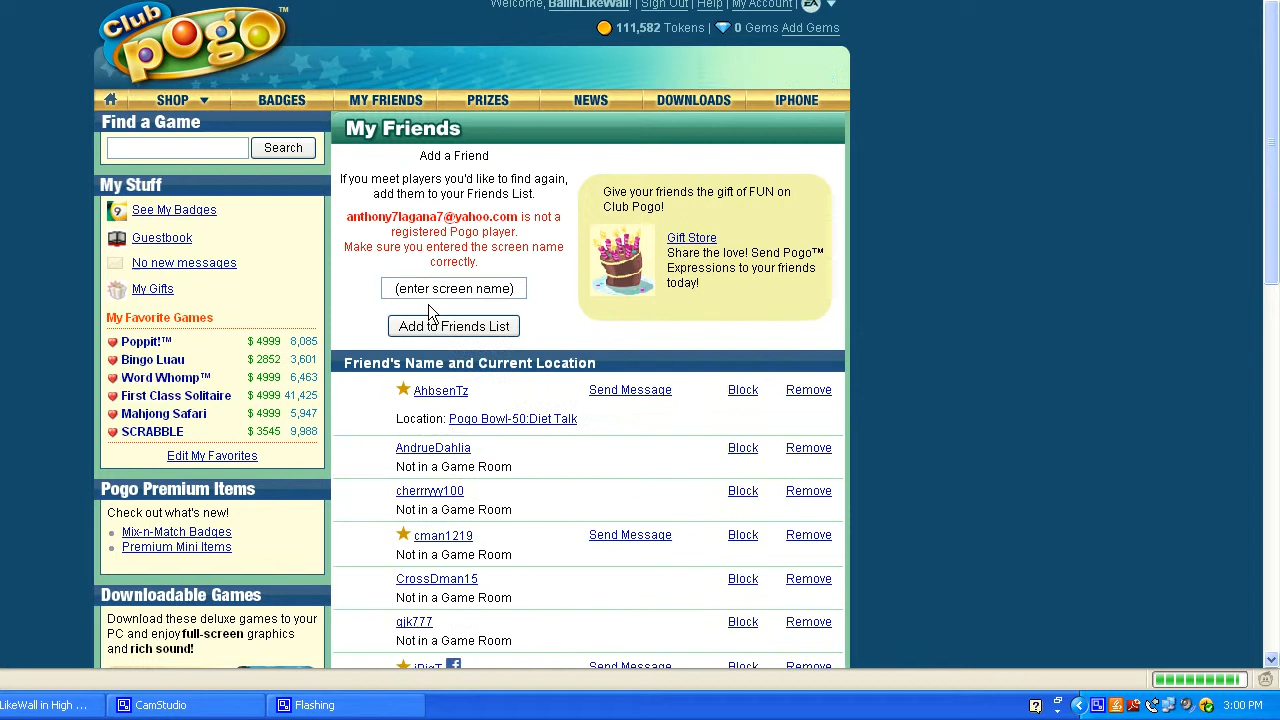 Welcome, BallinLikeWall! | Sign Out | Help | My Account | EA
Club pogo ™
111,582 Tokens | 0 Gems Add Gems
SHOP BADGES MY FRIENDS PRIZES NEWS DOWNLOADS IPHONE
Find a Game
Search
My Stuff
See My Badges
Guestbook
No new messages
My Gifts
My Favorite Games
Poppit!™ $ 4999 8,085
Bingo Luau $ 2852 3,601
Word Whomp™ $ 4999 6,463
First Class Solitaire $ 4999 41,425
Mahjong Safari $ 4999 5,947
SCRABBLE $ 3545 9,988
Edit My Favorites
Pogo Premium Items
Check out what's new!
Mix-n-Match Badges
Premium Mini Items
Downloadable Games
Download these deluxe games to your
PC and enjoy full-screen graphics
and rich sound!
My Friends
Add a Friend
If you meet players you'd like to find again,
add them to your Friends List.
anthony7lagana7@yahoo.com is not a
registered Pogo player.
Make sure you entered the screen name
correctly.
(enter screen name)
Add to Friends List
Give your friends the gift of FUN on
Club Pogo!
Gift Store
Share the love! Send Pogo™
Expressions to your friends
today!
Friend's Name and Current Location
AhbsenTz Send Message Block Remove
Location: Pogo Bowl-50:Diet Talk
AndrueDahlia Block Remove
Not in a Game Room
cherrryyy100 Block Remove
Not in a Game Room
cman1219 Send Message Block Remove
Not in a Game Room
CrossDman15 Block Remove
Not in a Game Room
gjk777 Block Remove
Not in a Game Room
Send Message Block Remove
LikeWall in High ... CamStudio Flashing 3:00 PM